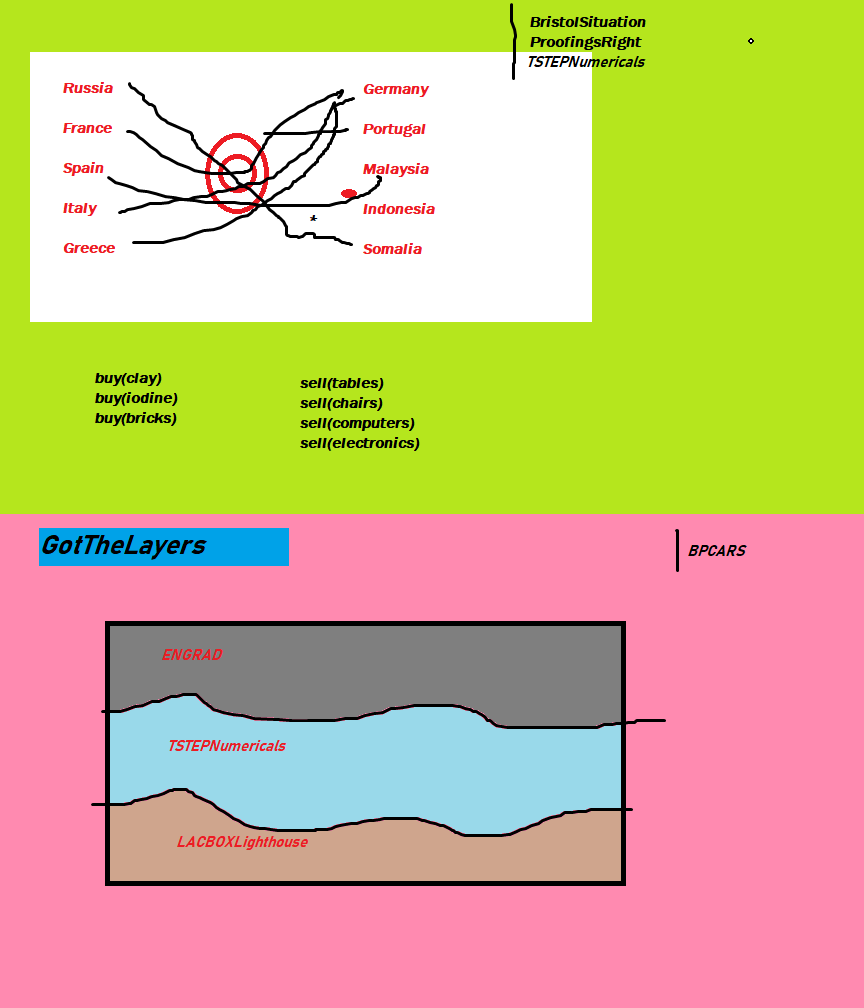 BristolSituation
ProofingsRight
TSTEPNumericals
Russia
France
Spain
Italy
Greece
Germany
Portugal
Malaysia
Indonesia
Somalia
*
buy(clay)
buy(iodine)
buy(bricks)
sell(tables)
sell(chairs)
sell(computers)
sell(electronics)
GotTheLayers
BPCARS
ENGRAD
TSTEPNumericals
LACBOXLighthouse